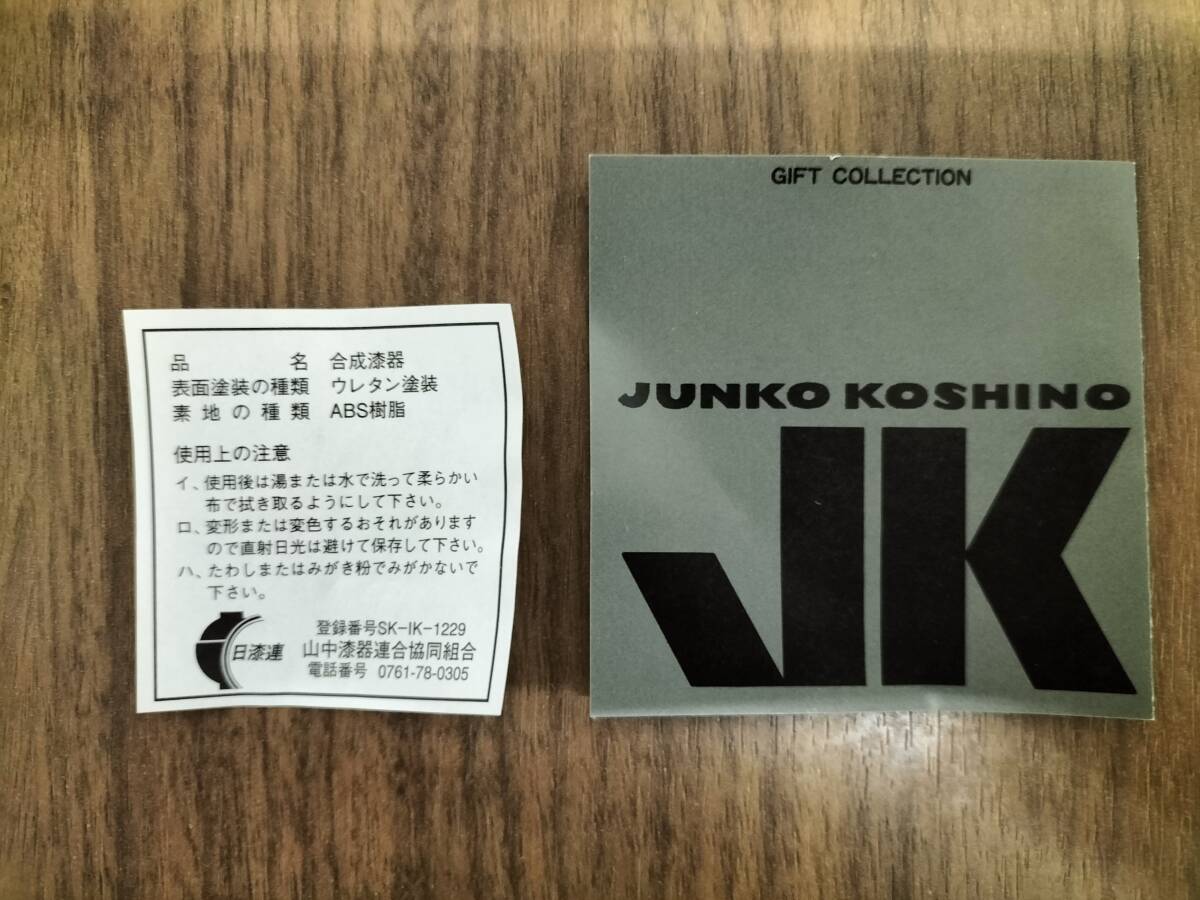 品名 合成漆器
表面塗装の種類 ウレタン塗装
素地の種類 ABS樹脂
使用上の注意
イ、使用後は湯または水で洗って柔らかい
布で拭き取るようにして下さい。
ロ、変形または変色するおそれがあります
ので直射日光は避けて保存して下さい。
ハ、たわしまたはみがき粉でみがかないで
下さい。
日漆連
登録番号SK-IK-1229
山中漆器連合協同組合
電話番号 0761-78-0305
GIFT COLLECTION
JUNKO KOSHINO
JK